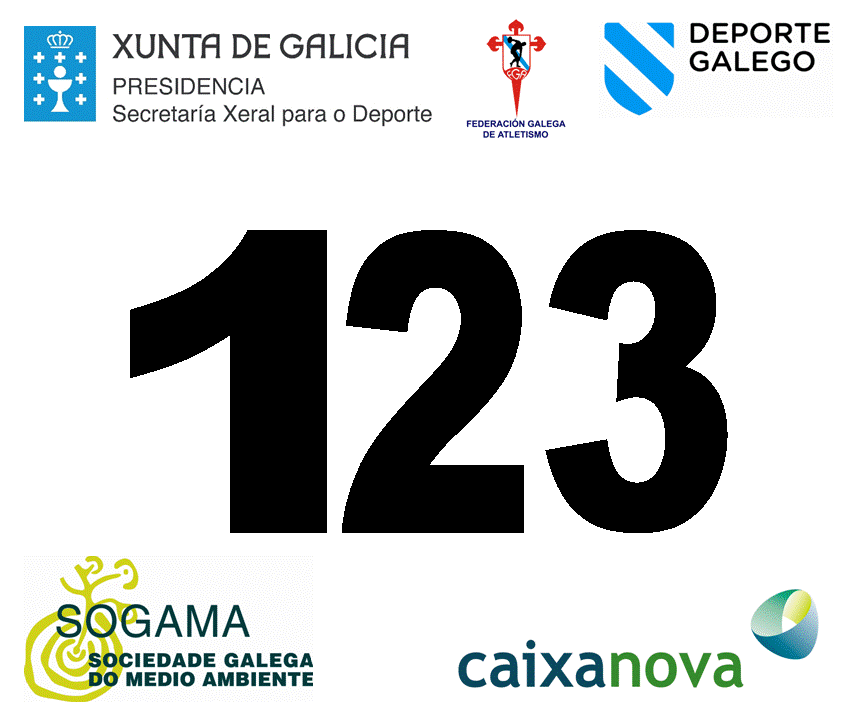 XUNTA DE GALICIA
PRESIDENCIA
Secretaría Xeral para o Deporte
FGA
FEDERACIÓN GALEGA
DE ATLETISMO
DEPORTE
GALEGO
123
SOGAMA
SOCIEDADE GALEGA
DO MEDIO AMBIENTE
caixanova